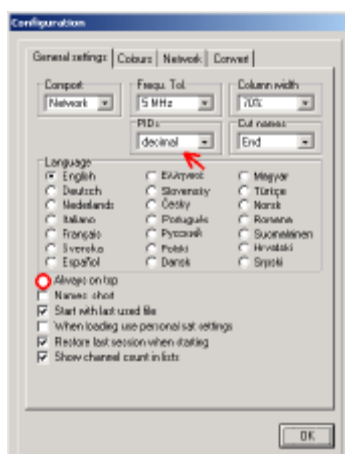 Configuration
General settings Colours Network Convert
Comport Frequ. Tol. Column width
Network 5 MHz 70%
PIDs Cut names
decimal End
Language
English Ελληνικά Magyar
Deutsch Slovensky Türkçe
Nederlands Česky Norsk
Italiano Português Romana
Français Русский Suomalainen
Svenska Polski Hrvatski
Español Dansk Srpski
Always on top
Names: short
Start with last used file
When loading use personal sat settings
Restore last session when starting
Show channel count in lists
OK